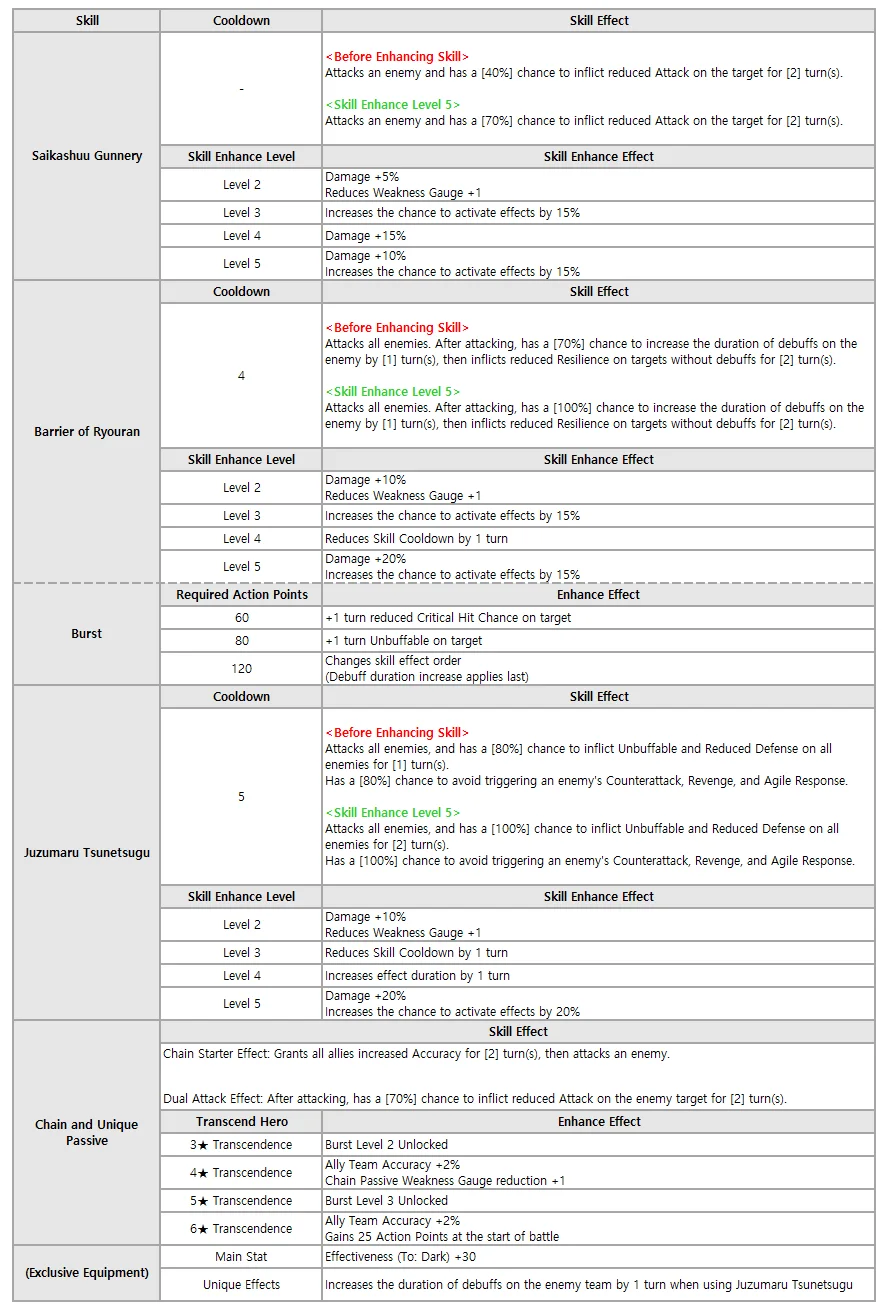 Skill Cooldown Skill Effect
Saikashuu Gunnery
-
<Before Enhancing Skill>
Attacks an enemy and has a [40%] chance to inflict reduced Attack on the target for [2] turn(s).
<Skill Enhance Level 5>
Attacks an enemy and has a [70%] chance to inflict reduced Attack on the target for [2] turn(s).
Skill Enhance Level Skill Enhance Effect
Level 2
Damage +5%
Reduces Weakness Gauge +1
Level 3 Increases the chance to activate effects by 15%
Level 4 Damage +15%
Level 5
Damage +10%
Increases the chance to activate effects by 15%
Barrier of Ryouran
Cooldown Skill Effect
4
<Before Enhancing Skill>
Attacks all enemies. After attacking, has a [70%] chance to increase the duration of debuffs on the
enemy by [1] turn(s), then inflicts reduced Resilience on targets without debuffs for [2] turn(s).
<Skill Enhance Level 5>
Attacks all enemies. After attacking, has a [100%] chance to increase the duration of debuffs on the
enemy by [1] turn(s), then inflicts reduced Resilience on targets without debuffs for [2] turn(s).
Skill Enhance Level Skill Enhance Effect
Level 2
Damage +10%
Reduces Weakness Gauge +1
Level 3 Increases the chance to activate effects by 15%
Level 4 Reduces Skill Cooldown by 1 turn
Level 5
Damage +20%
Increases the chance to activate effects by 15%
Burst
Required Action Points Enhance Effect
60 +1 turn reduced Critical Hit Chance on target
80 +1 turn Unbuffable on target
120
Changes skill effect order
(Debuff duration increase applies last)
Juzumaru Tsunetsugu
Cooldown Skill Effect
5
<Before Enhancing Skill>
Attacks all enemies, and has a [80%] chance to inflict Unbuffable and Reduced Defense on all
enemies for [1] turn(s).
Has a [80%] chance to avoid triggering an enemy's Counterattack, Revenge, and Agile Response.
<Skill Enhance Level 5>
Attacks all enemies, and has a [100%] chance to inflict Unbuffable and Reduced Defense on all
enemies for [2] turn(s).
Has a [100%] chance to avoid triggering an enemy's Counterattack, Revenge, and Agile Response.
Skill Enhance Level Skill Enhance Effect
Level 2
Damage +10%
Reduces Weakness Gauge +1
Level 3 Reduces Skill Cooldown by 1 turn
Level 4 Increases effect duration by 1 turn
Level 5
Damage +20%
Increases the chance to activate effects by 20%
Chain and Unique
Passive
Skill Effect
Chain Starter Effect: Grants all allies increased Accuracy for [2] turn(s), then attacks an enemy.
Dual Attack Effect: After attacking, has a [70%] chance to inflict reduced Attack on the enemy target for [2] turn(s).
Transcend Hero Enhance Effect
3★ Transcendence Burst Level 2 Unlocked
4★ Transcendence
Ally Team Accuracy +2%
Chain Passive Weakness Gauge reduction +1
5★ Transcendence Burst Level 3 Unlocked
6★ Transcendence
Ally Team Accuracy +2%
Gains 25 Action Points at the start of battle
(Exclusive Equipment)
Main Stat Effectiveness (To: Dark) +30
Unique Effects Increases the duration of debuffs on the enemy team by 1 turn when using Juzumaru Tsunetsugu